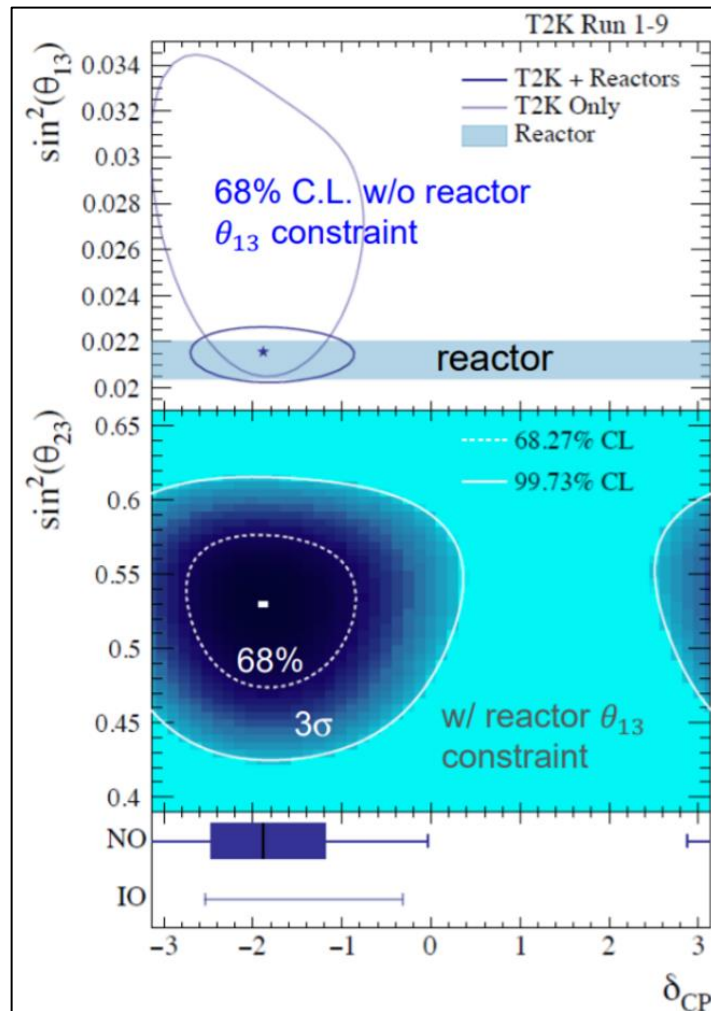 T2K Run 1-9
sin²(θ₁₃)
0.034
0.032
0.03
0.028
0.026
0.024
0.022
0.02
T2K + Reactors
T2K Only
Reactor
68% C.L. w/o reactor
θ₁₃ constraint
reactor
sin²(θ₂₃)
0.65
0.6
0.55
0.5
0.45
0.4
68.27% CL
99.73% CL
68%
3σ
w/ reactor θ₁₃
constraint
NO
IO
−3 −2 −1 0 1 2 3
δCP